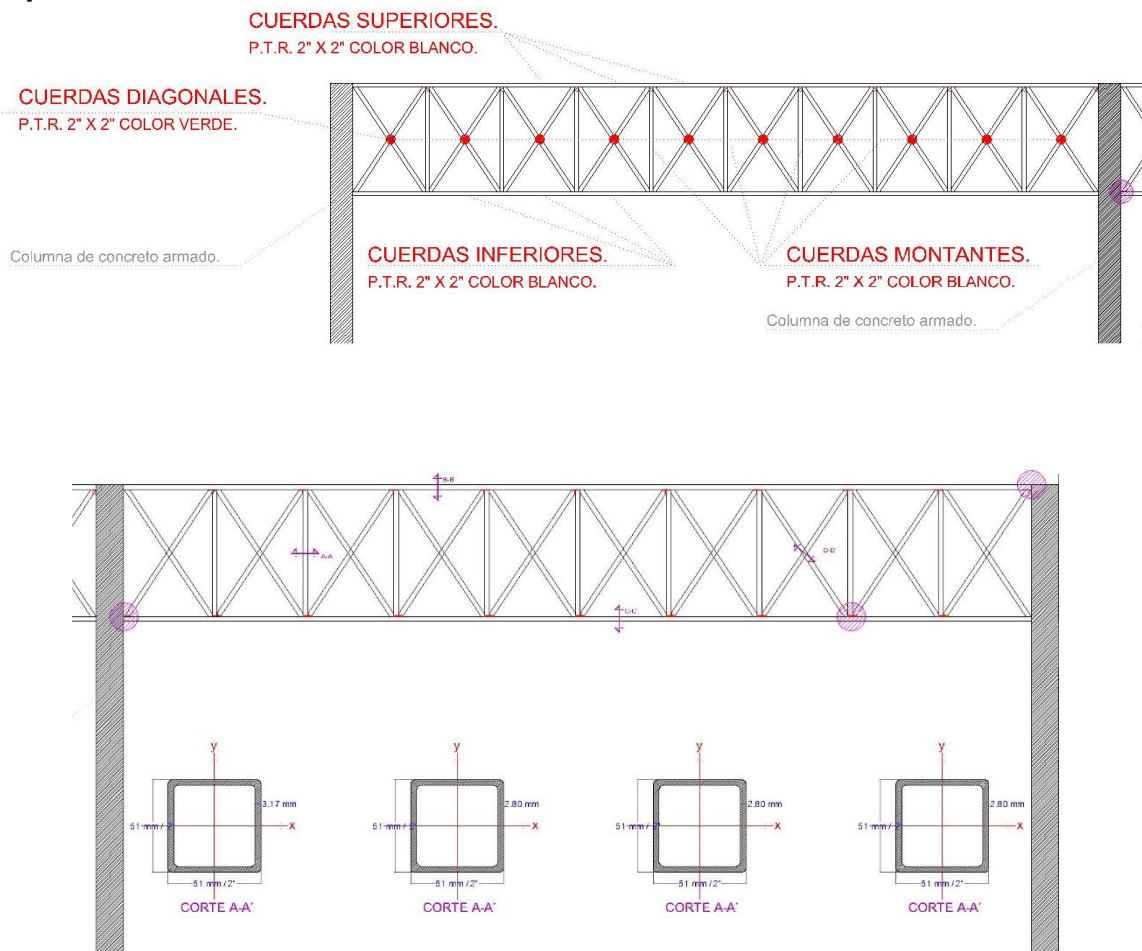 CUERDAS SUPERIORES.
P.T.R. 2" X 2" COLOR BLANCO.
CUERDAS DIAGONALES.
P.T.R. 2" X 2" COLOR VERDE.
Columna de concreto armado.
CUERDAS INFERIORES.
P.T.R. 2" X 2" COLOR BLANCO.
CUERDAS MONTANTES.
P.T.R. 2" X 2" COLOR BLANCO.
Columna de concreto armado.
B-B'
A-A'
D-D'
C-C'
y
y
y
y
3.17 mm
2.80 mm
2.80 mm
2.80 mm
51 mm / 2"
x
51 mm / 2"
x
51 mm / 2"
x
51 mm / 2"
x
51 mm / 2"
51 mm / 2"
51 mm / 2"
51 mm / 2"
CORTE A-A'
CORTE A-A'
CORTE A-A'
CORTE A-A'